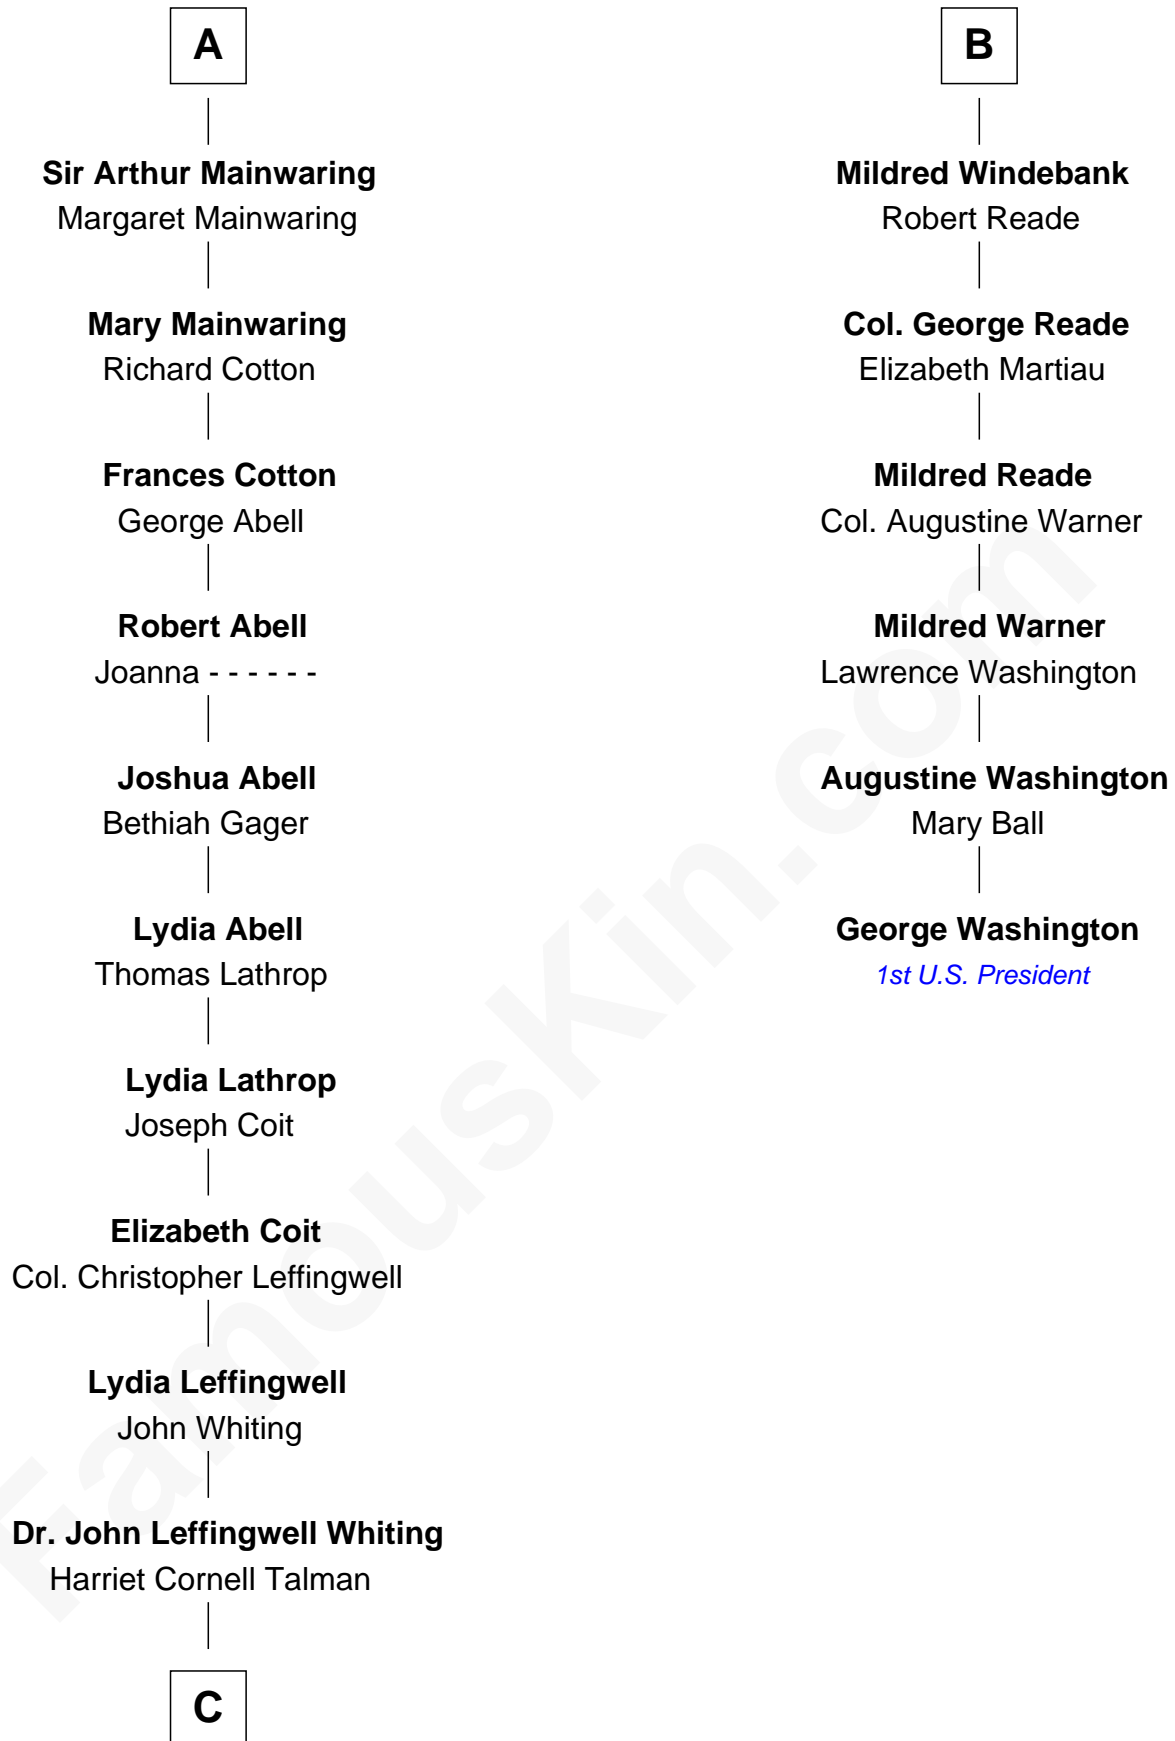 A
Sir Arthur Mainwaring
Margaret Mainwaring
Mary Mainwaring
Richard Cotton
Frances Cotton
George Abell
Robert Abell
Joanna - - - - - -
Joshua Abell
Bethiah Gager
Lydia Abell
Thomas Lathrop
Lydia Lathrop
Joseph Coit
Elizabeth Coit
Col. Christopher Leffingwell
Lydia Leffingwell
John Whiting
Dr. John Leffingwell Whiting
Harriet Cornell Talman
C
B
Mildred Windebank
Robert Reade
Col. George Reade
Elizabeth Martiau
Mildred Reade
Col. Augustine Warner
Mildred Warner
Lawrence Washington
Augustine Washington
Mary Ball
George Washington
1st U.S. President
FamousKin.com